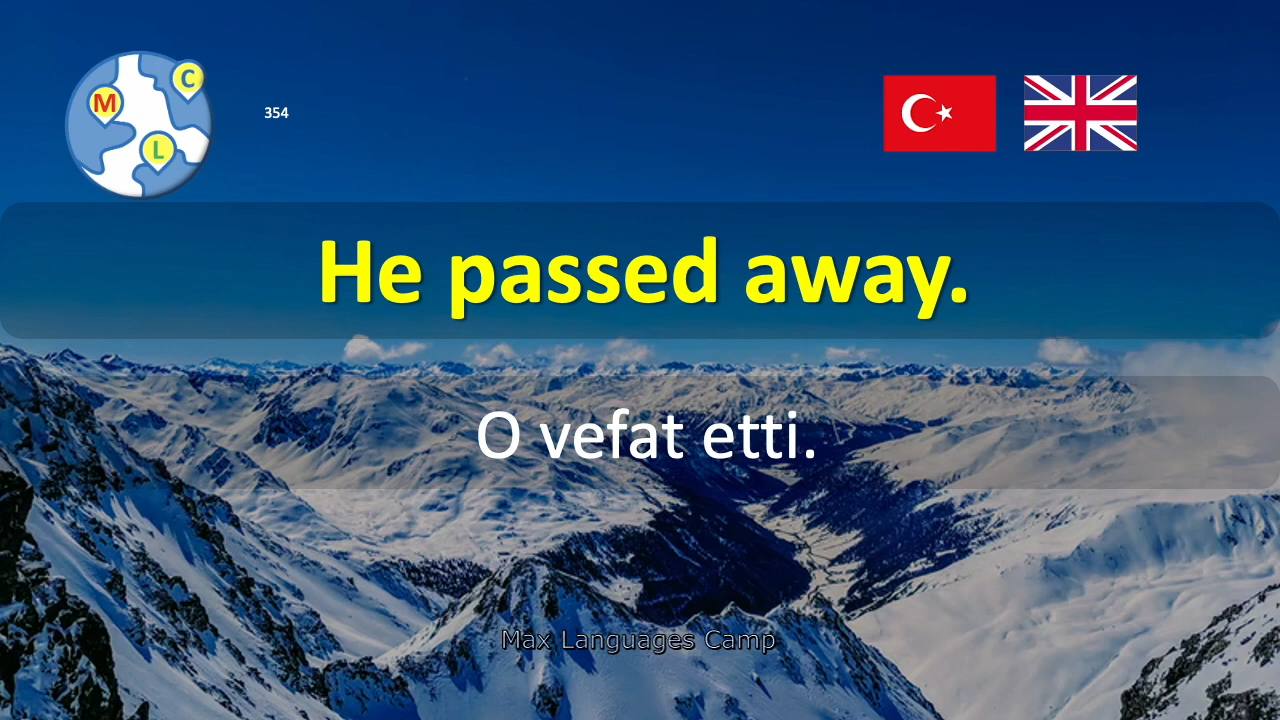 M
C
L
354
He passed away.
O vefat etti.
Max Languages Camp